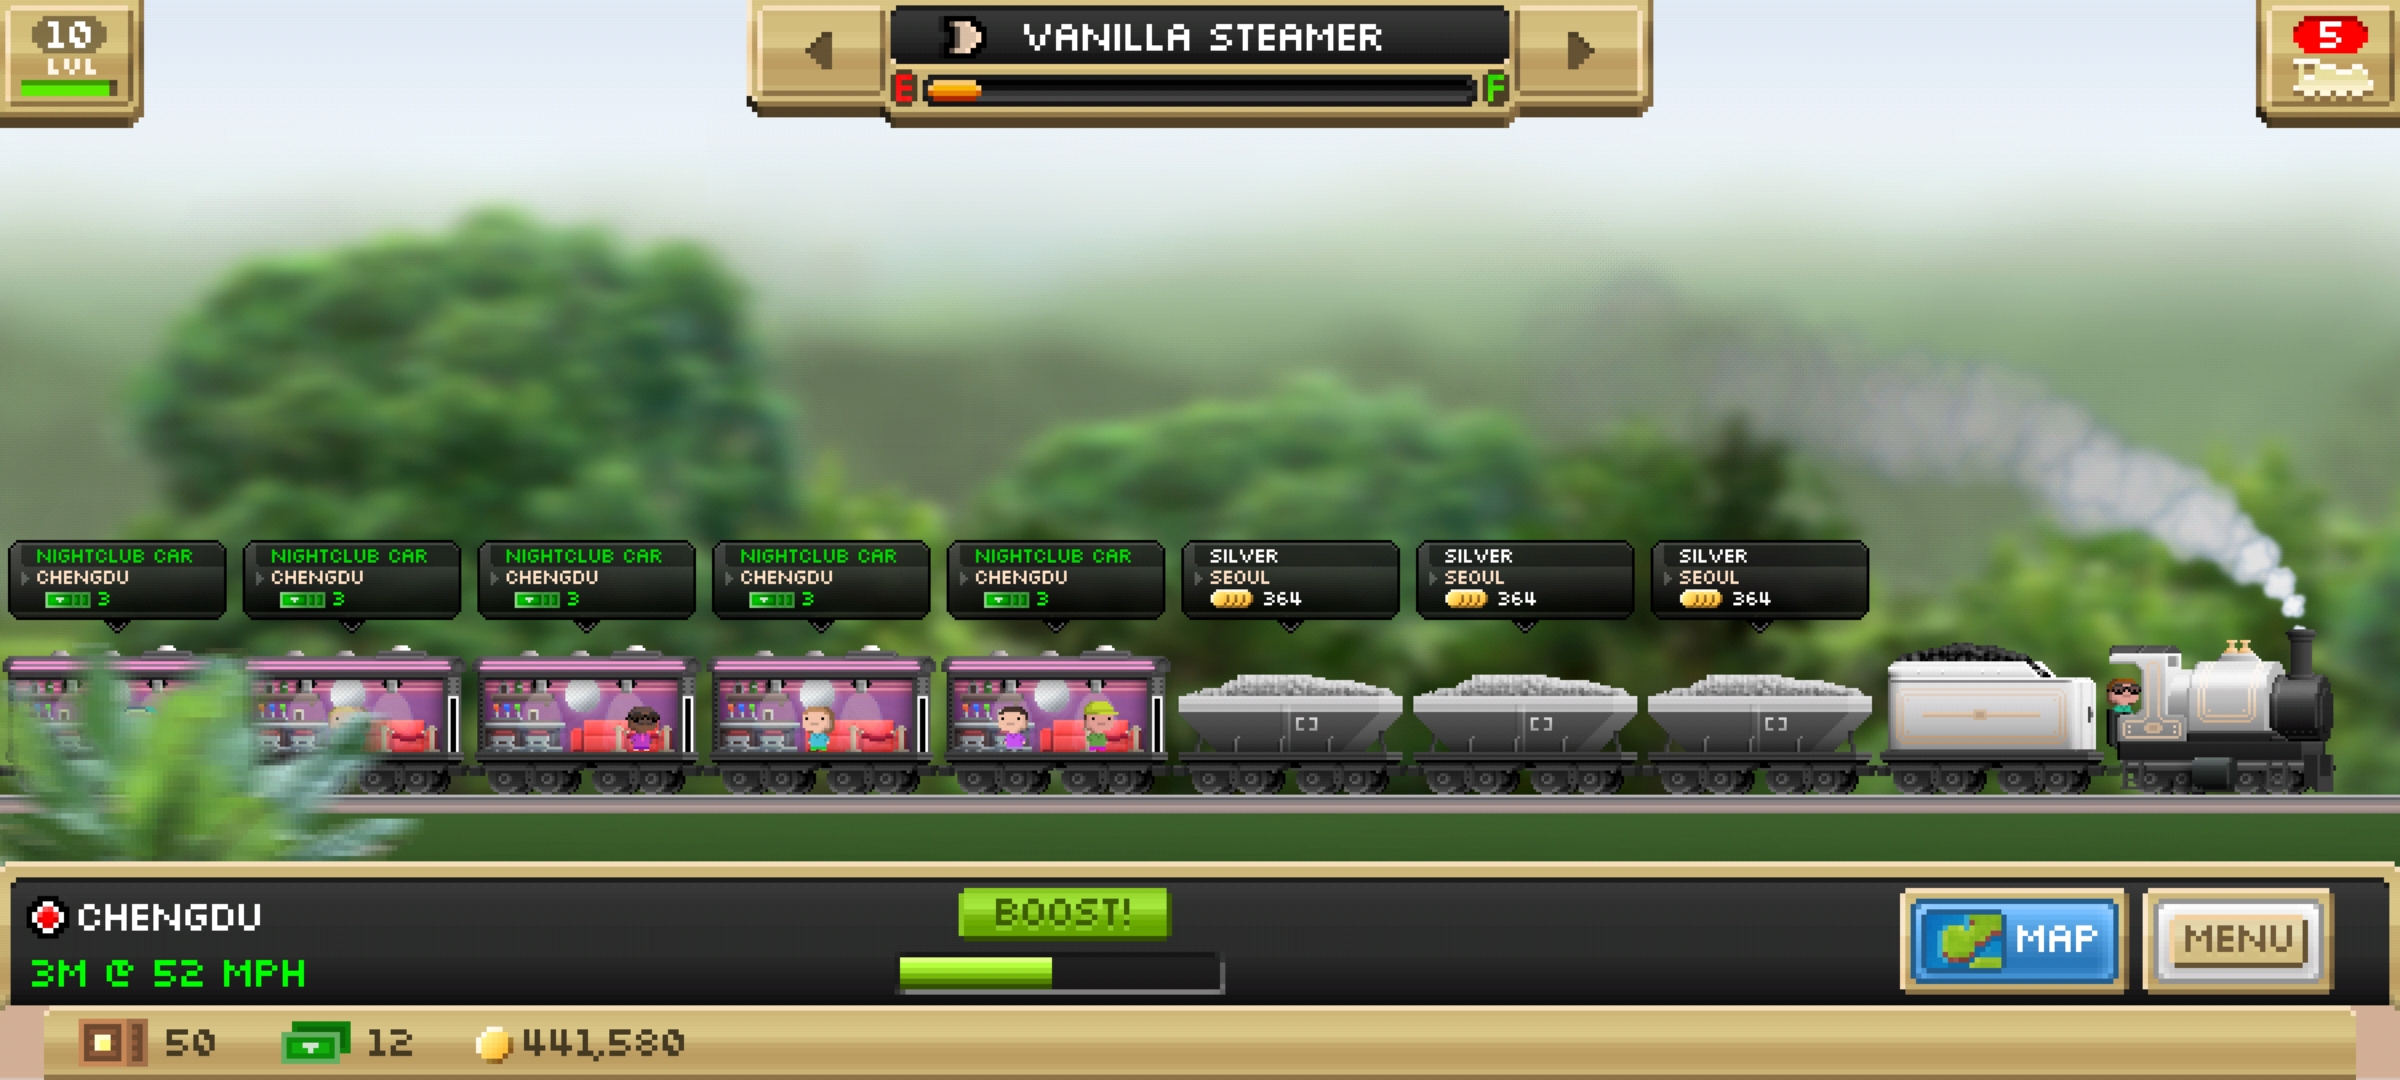 10
LVL
VANILLA STEAMER
E
F
5
NIGHTCLUB CAR
CHENGDU
3
NIGHTCLUB CAR
CHENGDU
3
NIGHTCLUB CAR
CHENGDU
3
NIGHTCLUB CAR
CHENGDU
3
NIGHTCLUB CAR
CHENGDU
3
SILVER
SEOUL
364
SILVER
SEOUL
364
SILVER
SEOUL
364
CHENGDU
3M @ 52 MPH
BOOST!
MAP
MENU
50
12
441,580